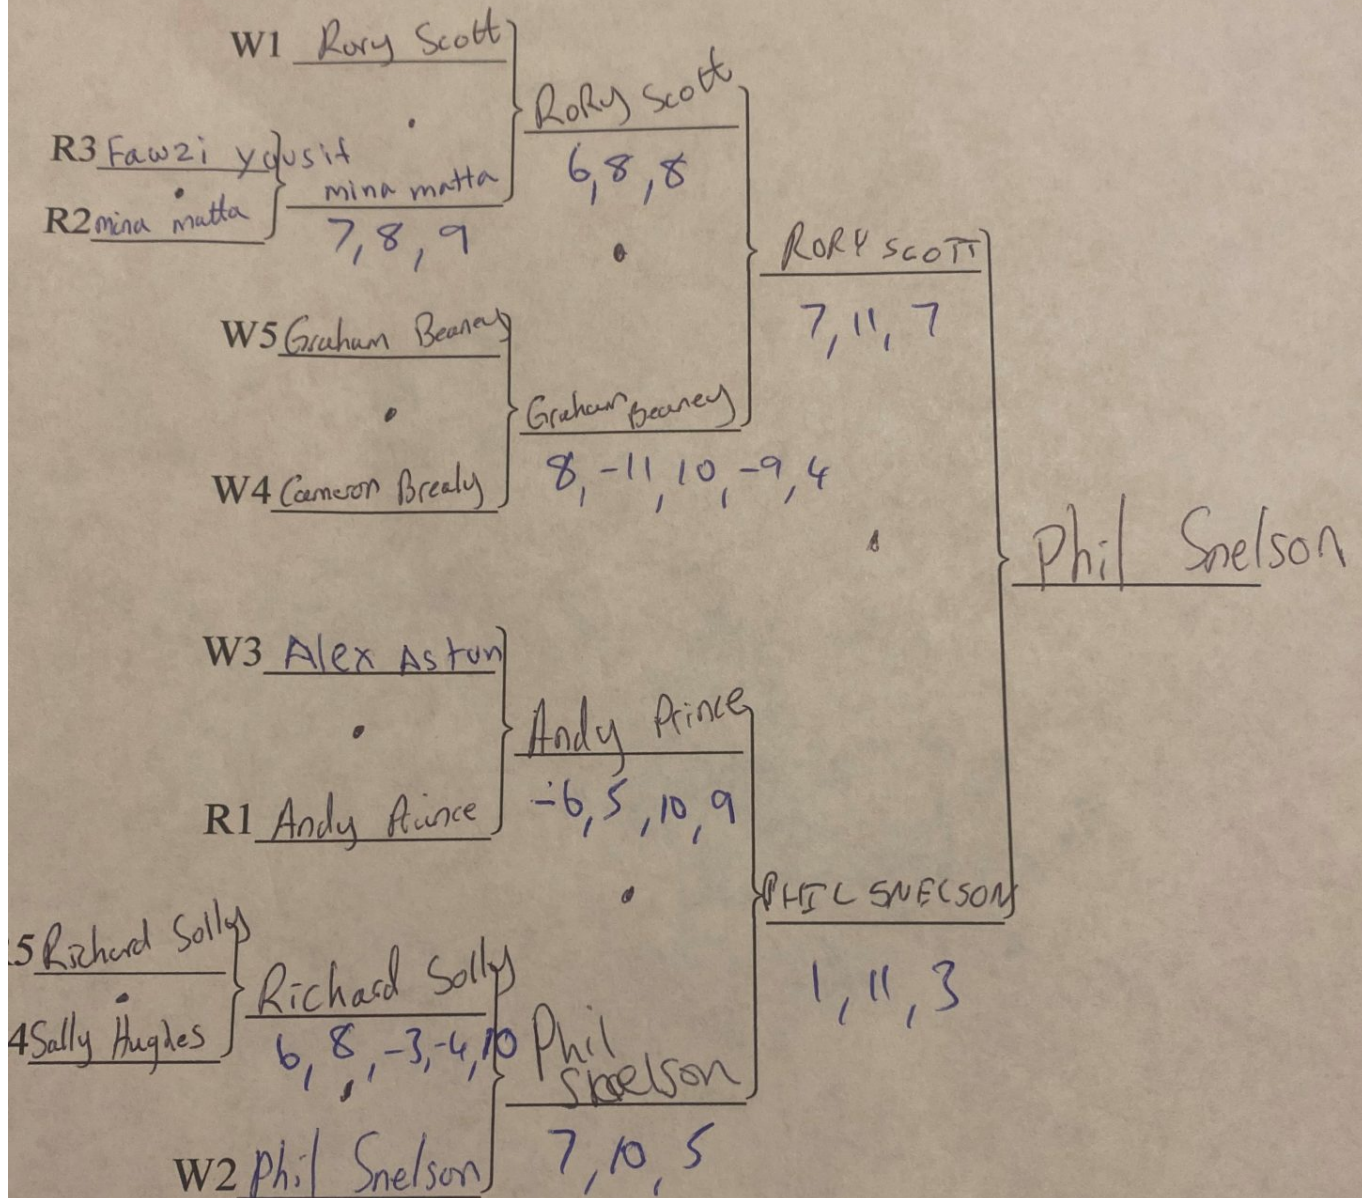 W1 Rory Scott
RoRy Scott
R3 Fawzi yousif
mina matta
6, 8, 8
R2 mina matta
7, 8, 9
RORY SCOTT
7, 11, 7
W5 Graham Beaney
Graham Beaney
8, -11, 10, -9, 4
W4 Cameron Brealy
Phil Snelson
W3 Alex Aston
Andy Prince
-6, 5, 10, 9
R1 Andy Prince
PHIL SNELSON
1, 11, 3
5 Richard Solly
Richard Solly
4 Sally Hughes
6, 8, -3, -4, 10
Phil
Snelson
7, 10, 5
W2 Phil Snelson